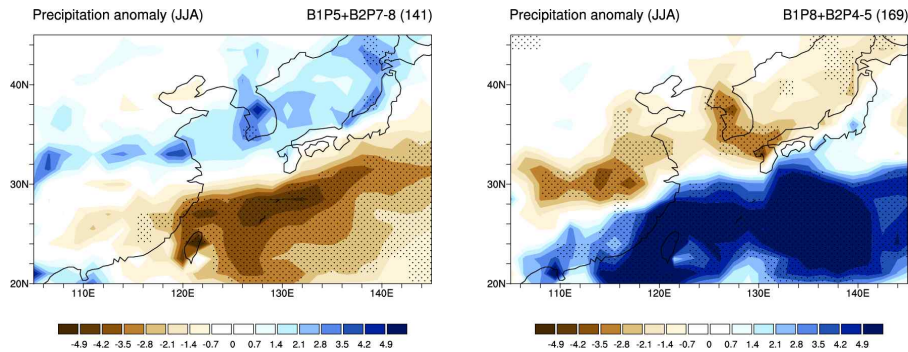 Precipitation anomaly (JJA) B1P5+B2P7-8 (141)
40N
30N
20N
110E 120E 130E 140E
-4.9 -4.2 -3.5 -2.8 -2.1 -1.4 -0.7 0 0.7 1.4 2.1 2.8 3.5 4.2 4.9
Precipitation anomaly (JJA) B1P8+B2P4-5 (169)
40N
30N
20N
110E 120E 130E 140E
-4.9 -4.2 -3.5 -2.8 -2.1 -1.4 -0.7 0 0.7 1.4 2.1 2.8 3.5 4.2 4.9